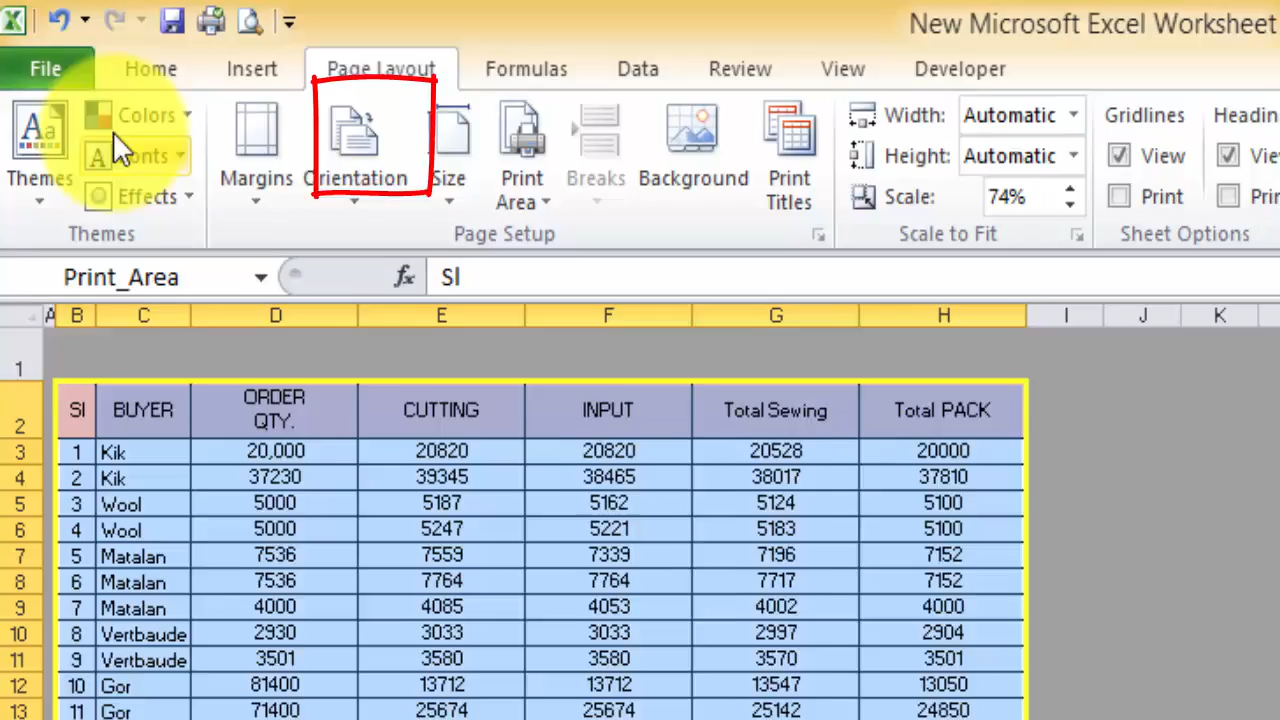 New Microsoft Excel Worksheet
File Home Insert Page Layout Formulas Data Review View Developer
Colors Width: Automatic Gridlines
Aa A Height: Automatic View
Themes Margins Orientation Size Print Area Breaks Background Print Titles
Effects Scale: 74% Print
Themes Page Setup Scale to Fit Sheet Options
Print_Area fx Sl
A B C D E F G H I J K
1
2 Sl BUYER ORDER QTY. CUTTING INPUT Total Sewing Total PACK
3 1 Kik 20,000 20820 20820 20528 20000
4 2 Kik 37230 39345 38465 38017 37810
5 3 Wool 5000 5187 5162 5124 5100
6 4 Wool 5000 5247 5221 5183 5100
7 5 Matalan 7536 7559 7339 7196 7152
8 6 Matalan 7536 7764 7764 7717 7152
9 7 Matalan 4000 4085 4053 4002 4000
10 8 Vertbaude 2930 3033 3033 2997 2904
11 9 Vertbaude 3501 3580 3580 3570 3501
12 10 Gor 81400 13712 13712 13547 13050
13 11 Gor 71400 25674 25674 25142 24850